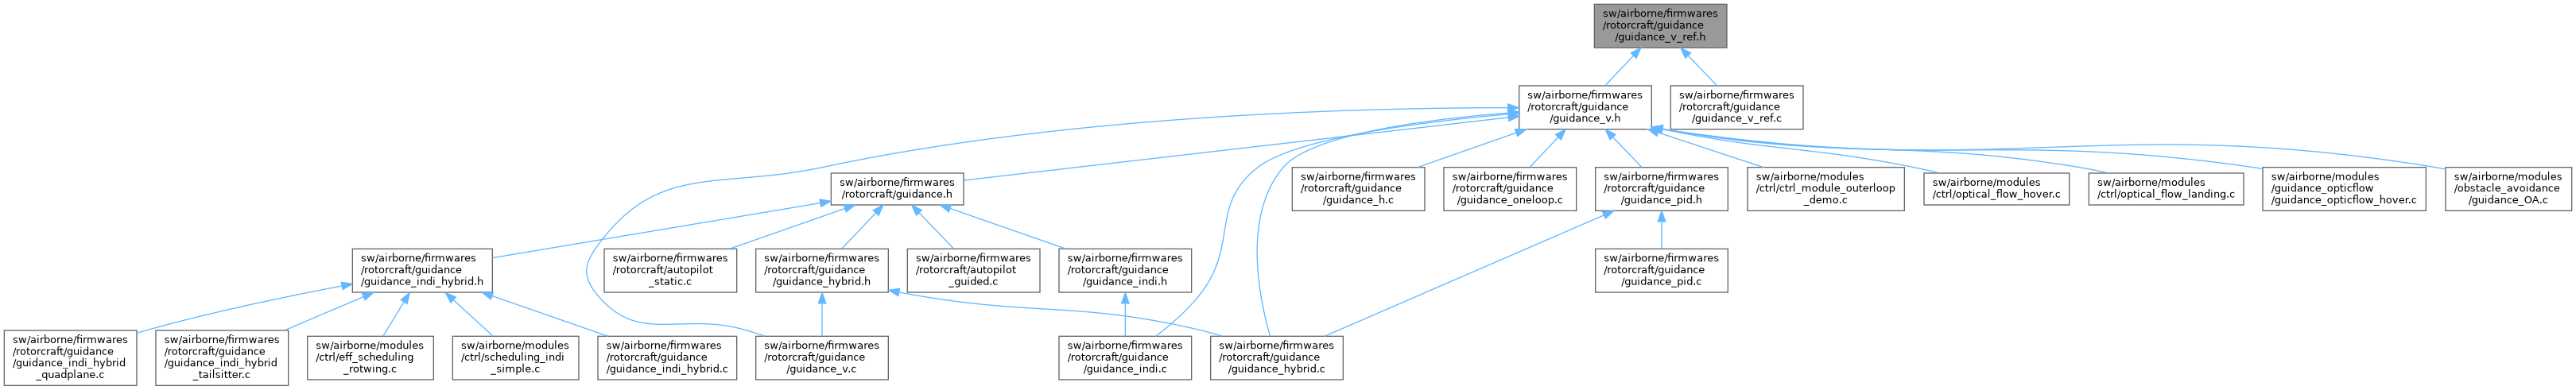 sw/airborne/firmwares
/rotorcraft/guidance
/guidance_v_ref.h
sw/airborne/firmwares
/rotorcraft/guidance
/guidance_v.h
sw/airborne/firmwares
/rotorcraft/guidance
/guidance_v_ref.c
sw/airborne/firmwares
/rotorcraft/guidance.h
sw/airborne/firmwares
/rotorcraft/guidance
/guidance_h.c
sw/airborne/firmwares
/rotorcraft/guidance
/guidance_oneloop.c
sw/airborne/firmwares
/rotorcraft/guidance
/guidance_pid.h
sw/airborne/modules
/ctrl/ctrl_module_outerloop
_demo.c
sw/airborne/modules
/ctrl/optical_flow_hover.c
sw/airborne/modules
/ctrl/optical_flow_landing.c
sw/airborne/modules
/guidance_opticflow
/guidance_opticflow_hover.c
sw/airborne/modules
/obstacle_avoidance
/guidance_OA.c
sw/airborne/firmwares
/rotorcraft/guidance
/guidance_indi_hybrid.h
sw/airborne/firmwares
/rotorcraft/autopilot
_static.c
sw/airborne/firmwares
/rotorcraft/guidance
/guidance_hybrid.h
sw/airborne/firmwares
/rotorcraft/autopilot
_guided.c
sw/airborne/firmwares
/rotorcraft/guidance
/guidance_indi.h
sw/airborne/firmwares
/rotorcraft/guidance
/guidance_pid.c
sw/airborne/firmwares
/rotorcraft/guidance
/guidance_indi_hybrid
_quadplane.c
sw/airborne/firmwares
/rotorcraft/guidance
/guidance_indi_hybrid
_tailsitter.c
sw/airborne/modules
/ctrl/eff_scheduling
_rotwing.c
sw/airborne/modules
/ctrl/scheduling_indi
_simple.c
sw/airborne/firmwares
/rotorcraft/guidance
/guidance_indi_hybrid.c
sw/airborne/firmwares
/rotorcraft/guidance
/guidance_v.c
sw/airborne/firmwares
/rotorcraft/guidance
/guidance_indi.c
sw/airborne/firmwares
/rotorcraft/guidance
/guidance_hybrid.c